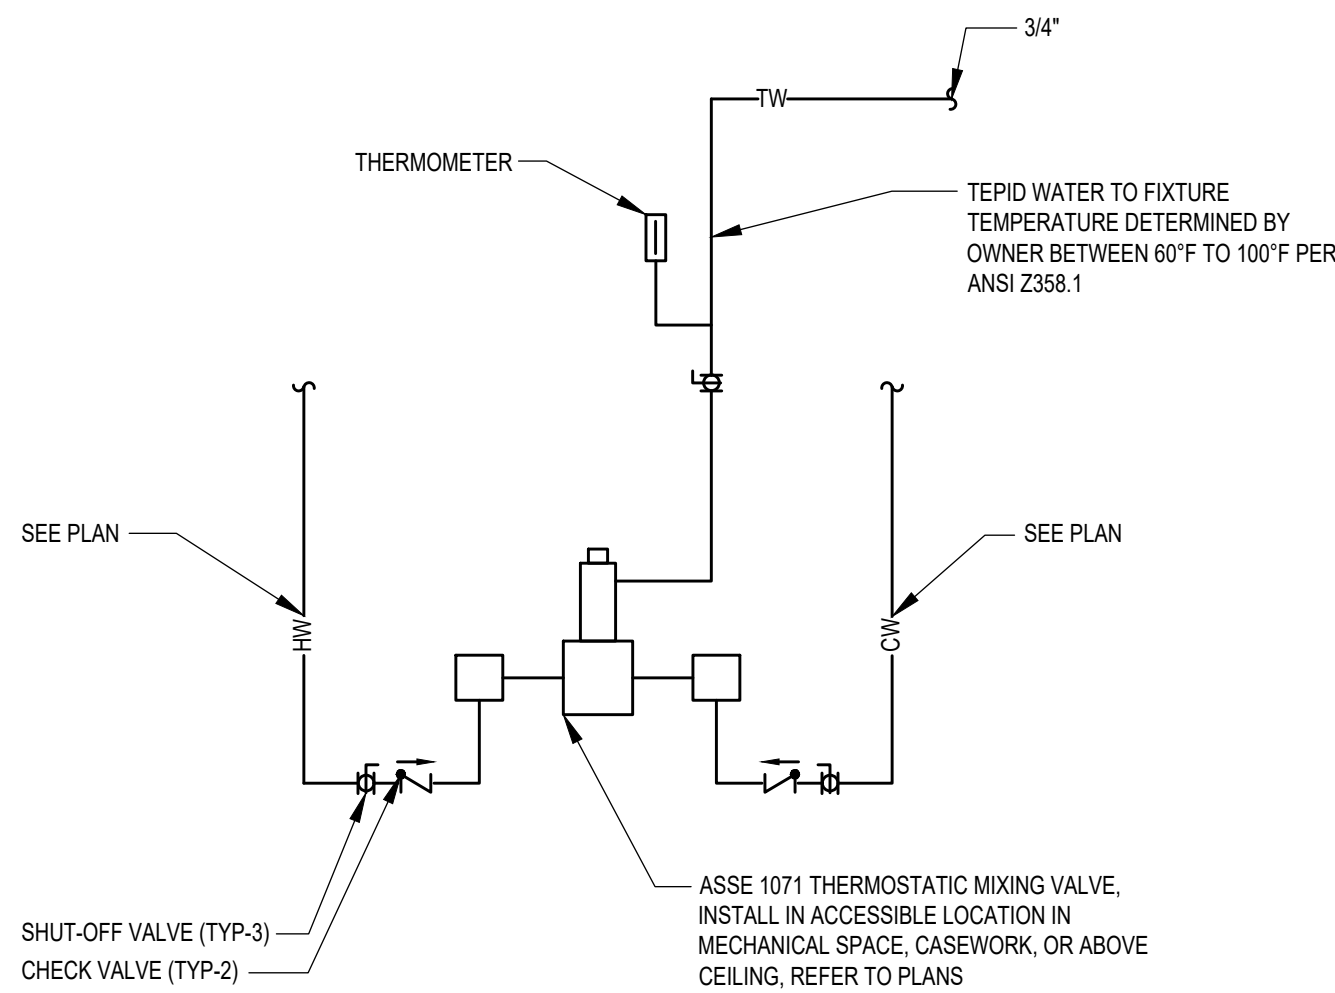 3/4"
TW
THERMOMETER
TEPID WATER TO FIXTURE
TEMPERATURE DETERMINED BY
OWNER BETWEEN 60°F TO 100°F PER
ANSI Z358.1
SEE PLAN
SEE PLAN
HW
CW
ASSE 1071 THERMOSTATIC MIXING VALVE,
INSTALL IN ACCESSIBLE LOCATION IN
MECHANICAL SPACE, CASEWORK, OR ABOVE
CEILING, REFER TO PLANS
SHUT-OFF VALVE (TYP-3)
CHECK VALVE (TYP-2)